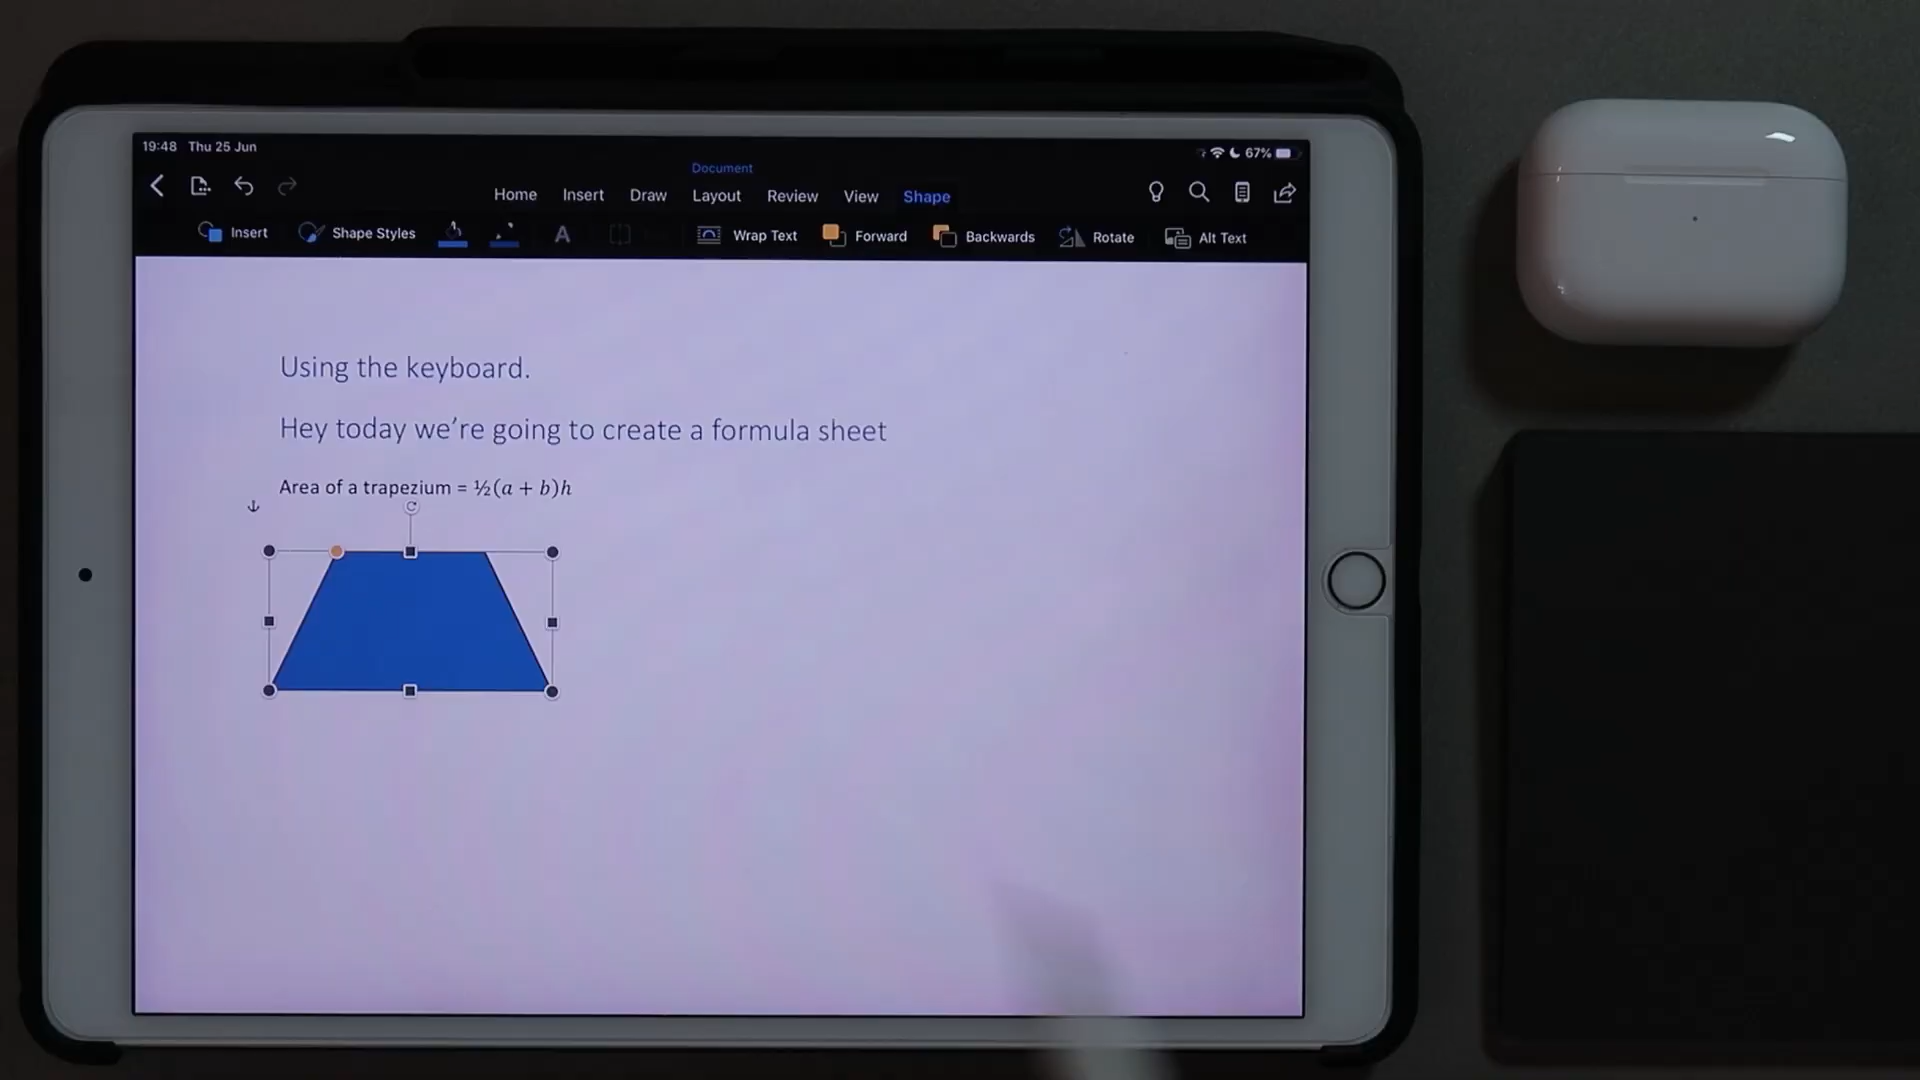 19:48 Thu 25 Jun
67%
Document
Home Insert Draw Layout Review View Shape
Insert Shape Styles A Wrap Text Forward Backwards Rotate Alt Text
Using the keyboard.
Hey today we’re going to create a formula sheet
Area of a trapezium = ½(a + b)h